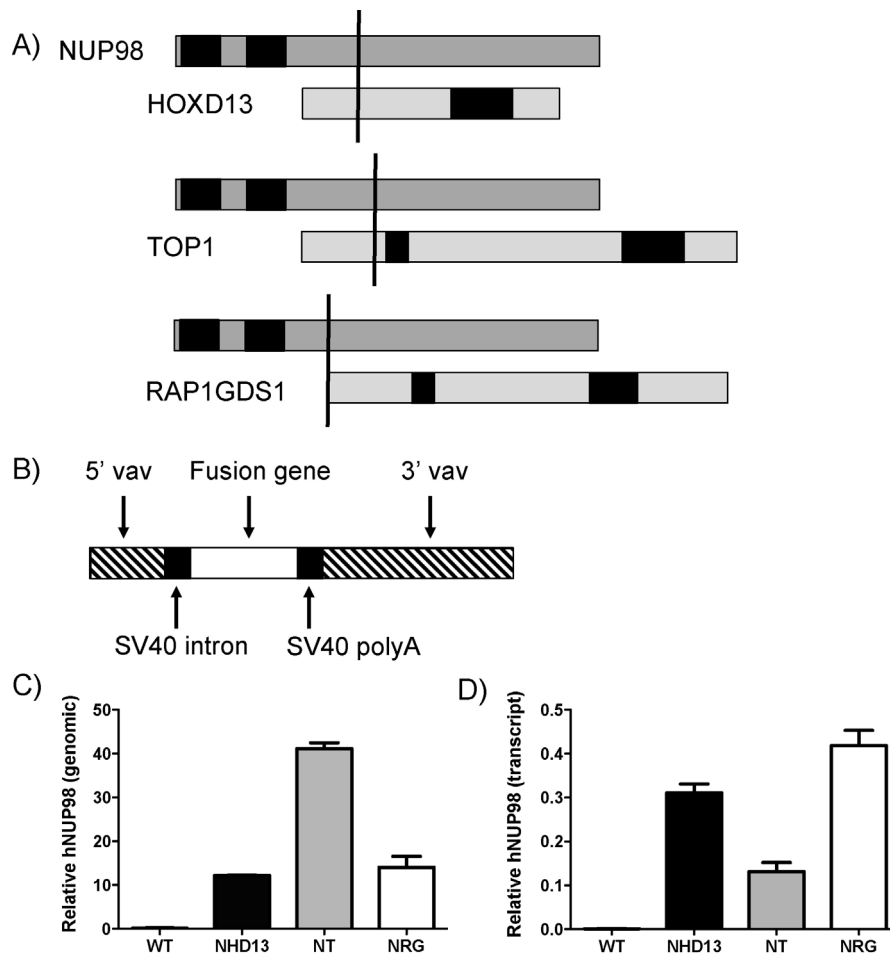 A)
NUP98
HOXD13
TOP1
RAP1GDS1
B)
5' vav
Fusion gene
3' vav
SV40 intron
SV40 polyA
C)
Relative hNUP98 (genomic)
50
40
30
20
10
0
WT NHD13 NT NRG
D)
Relative hNUP98 (transcript)
0.5
0.4
0.3
0.2
0.1
0.0
WT NHD13 NT NRG